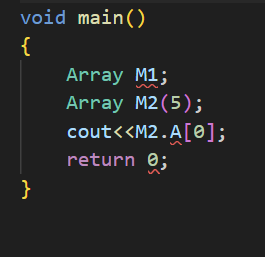 void main()
{
Array M1;
Array M2(5);
cout<<M2.A[0];
return 0;
}